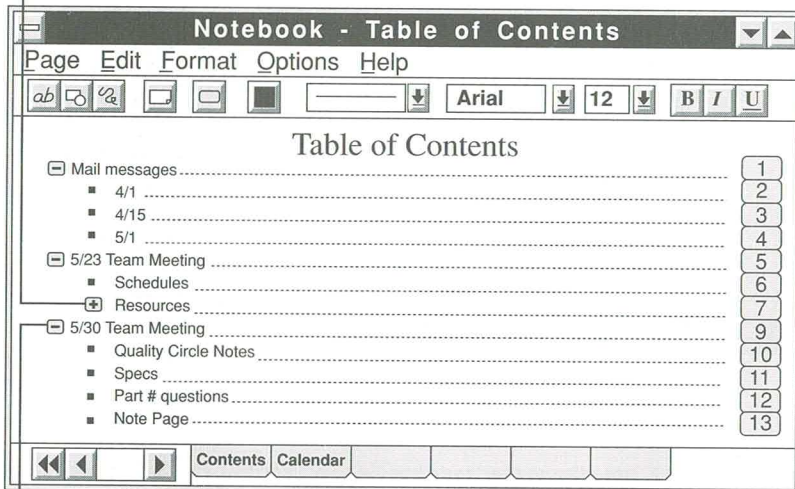 Notebook - Table of Contents
Page Edit Format Options Help
ab Arial 12 B I U
Table of Contents
Mail messages 1
4/1 2
4/15 3
5/1 4
5/23 Team Meeting 5
Schedules 6
Resources 7
5/30 Team Meeting 9
Quality Circle Notes 10
Specs 11
Part # questions 12
Note Page 13
Contents Calendar